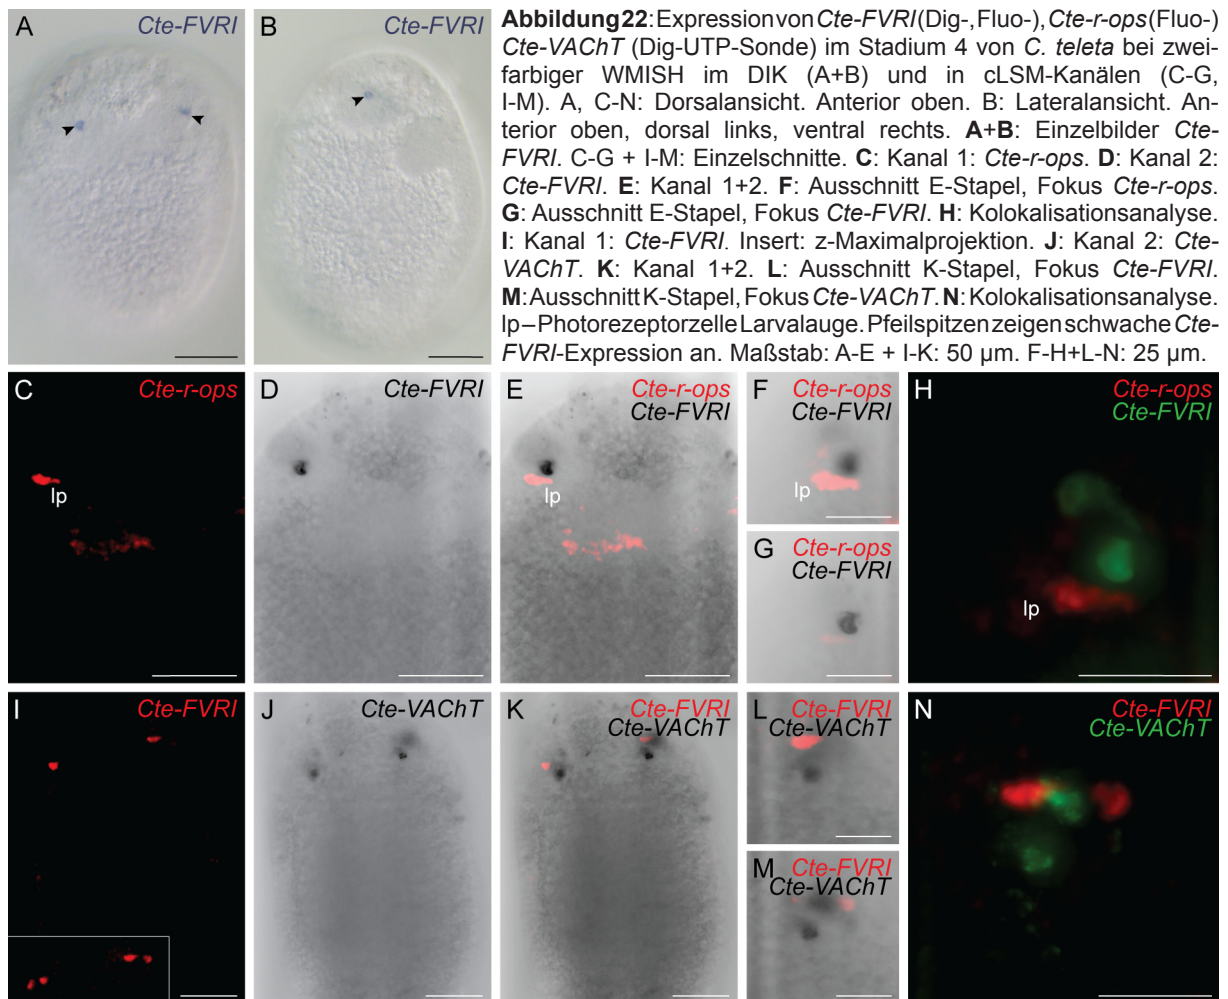 A Cte-FVRI
B Cte-FVRI
Abbildung 22: Expression von Cte-FVRI (Dig-, Fluo-), Cte-r-ops (Fluo-)
Cte-VAChT (Dig-UTP-Sonde) im Stadium 4 von C. teleta bei zwei-
farbiger WMISH im DIK (A+B) und in cLSM-Kanälen (C-G,
I-M). A, C-N: Dorsalansicht. Anterior oben. B: Lateralansicht. An-
terior oben, dorsal links, ventral rechts. A+B: Einzelbilder Cte-
FVRI. C-G + I-M: Einzelschnitte. C: Kanal 1: Cte-r-ops. D: Kanal 2:
Cte-FVRI. E: Kanal 1+2. F: Ausschnitt E-Stapel, Fokus Cte-r-ops.
G: Ausschnitt E-Stapel, Fokus Cte-FVRI. H: Kolokalisationsanalyse.
I: Kanal 1: Cte-FVRI. Insert: z-Maximalprojektion. J: Kanal 2: Cte-
VAChT. K: Kanal 1+2. L: Ausschnitt K-Stapel, Fokus Cte-FVRI.
M: Ausschnitt K-Stapel, Fokus Cte-VAChT. N: Kolokalisationsanalyse.
lp – Photorezeptorzelle Larvalauge. Pfeilspitzen zeigen schwache Cte-
FVRI-Expression an. Maßstab: A-E + I-K: 50 µm. F-H+L-N: 25 µm.
C Cte-r-ops
lp
D Cte-FVRI
E Cte-r-ops
Cte-FVRI
lp
F Cte-r-ops
Cte-FVRI
lp
G Cte-r-ops
Cte-FVRI
H Cte-r-ops
Cte-FVRI
lp
I Cte-FVRI
J Cte-VAChT
K Cte-FVRI
Cte-VAChT
L Cte-FVRI
Cte-VAChT
M Cte-FVRI
Cte-VAChT
N Cte-FVRI
Cte-VAChT